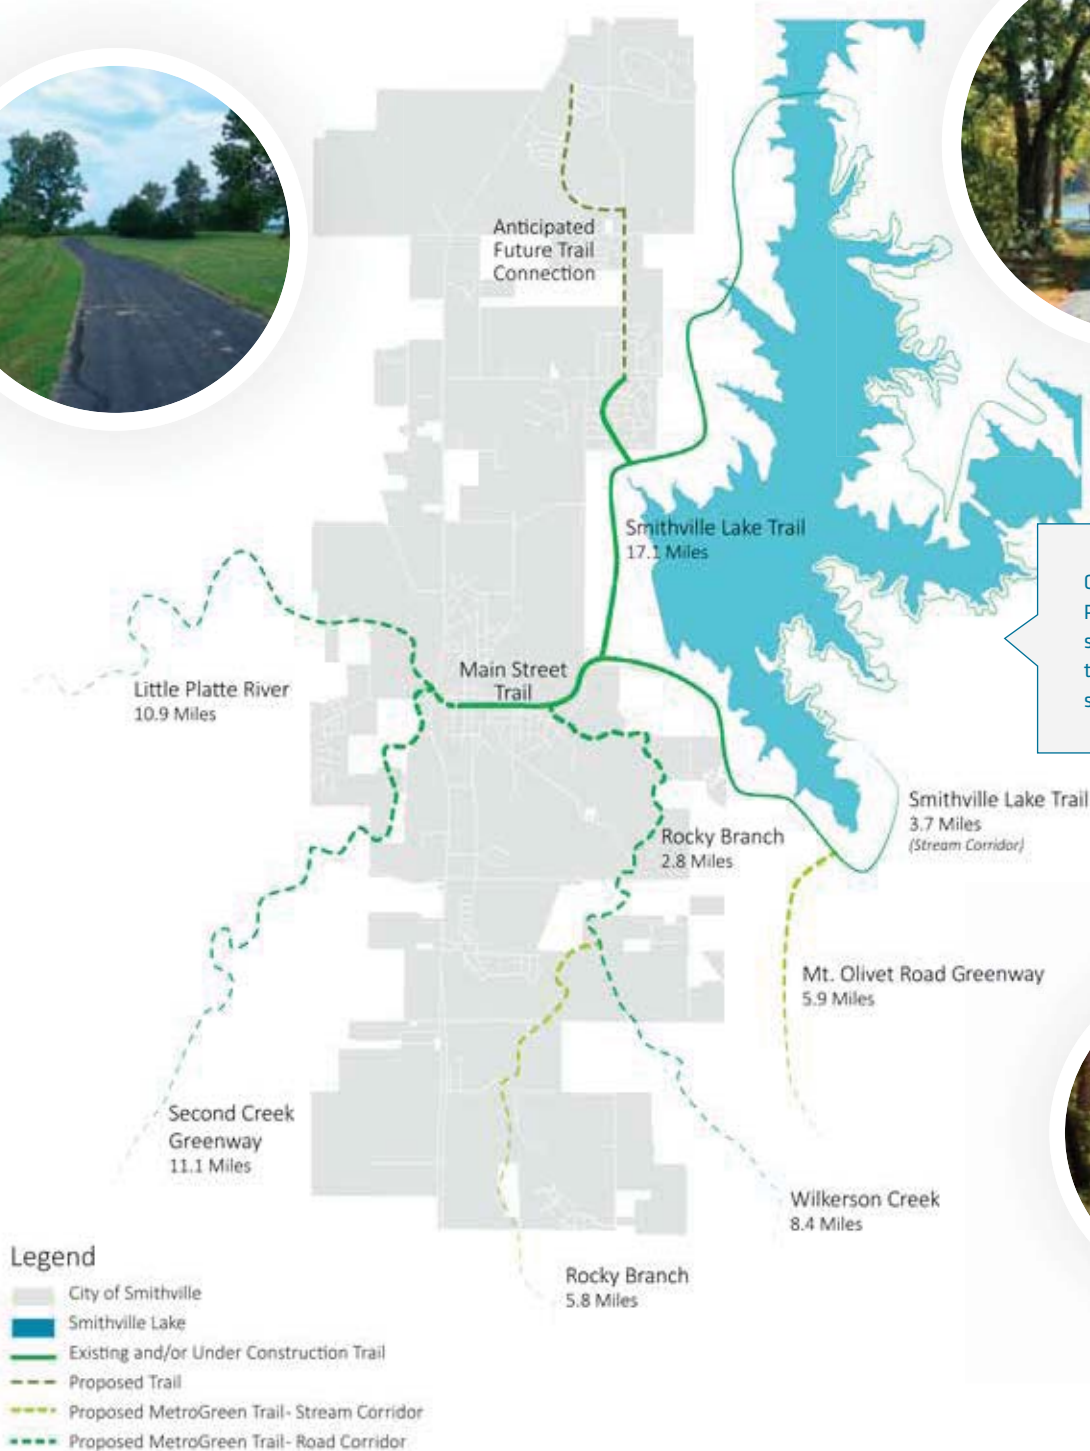 Anticipated
Future Trail
Connection
Smithville Lake Trail
17.1 Miles
Main Street
Trail
Little Platte River
10.9 Miles
Smithville Lake Trail
3.7 Miles
(Stream Corridor)
Rocky Branch
2.8 Miles
Mt. Olivet Road Greenway
5.9 Miles
Second Creek
Greenway
11.1 Miles
Wilkerson Creek
8.4 Miles
Rocky Branch
5.8 Miles
Legend
City of Smithville
Smithville Lake
Existing and/or Under Construction Trail
Proposed Trail
Proposed MetroGreen Trail- Stream Corridor
Proposed MetroGreen Trail- Road Corridor